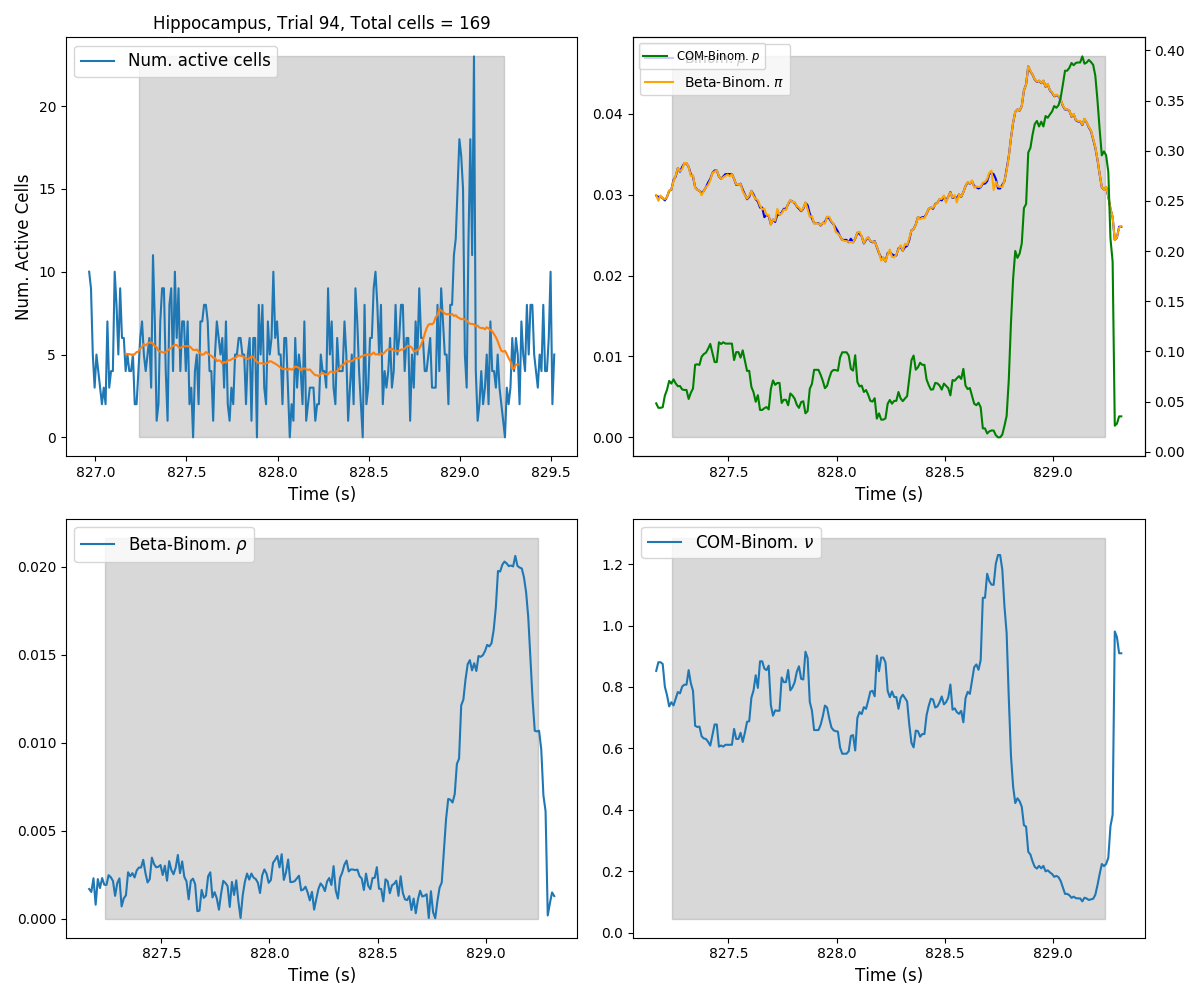 Hippocampus, Trial 94, Total cells = 169
Num. active cells
Num. Active Cells
20
15
10
5
0
827.0 827.5 828.0 828.5 829.0 829.5
Time (s)
COM-Binom. ρ
Beta-Binom. π
0.04
0.03
0.02
0.01
0.00
0.40
0.35
0.30
0.25
0.20
0.15
0.10
0.05
0.00
827.5 828.0 828.5 829.0
Time (s)
Beta-Binom. ρ
0.020
0.015
0.010
0.005
0.000
827.5 828.0 828.5 829.0
Time (s)
COM-Binom. ν
1.2
1.0
0.8
0.6
0.4
0.2
0.0
827.5 828.0 828.5 829.0
Time (s)